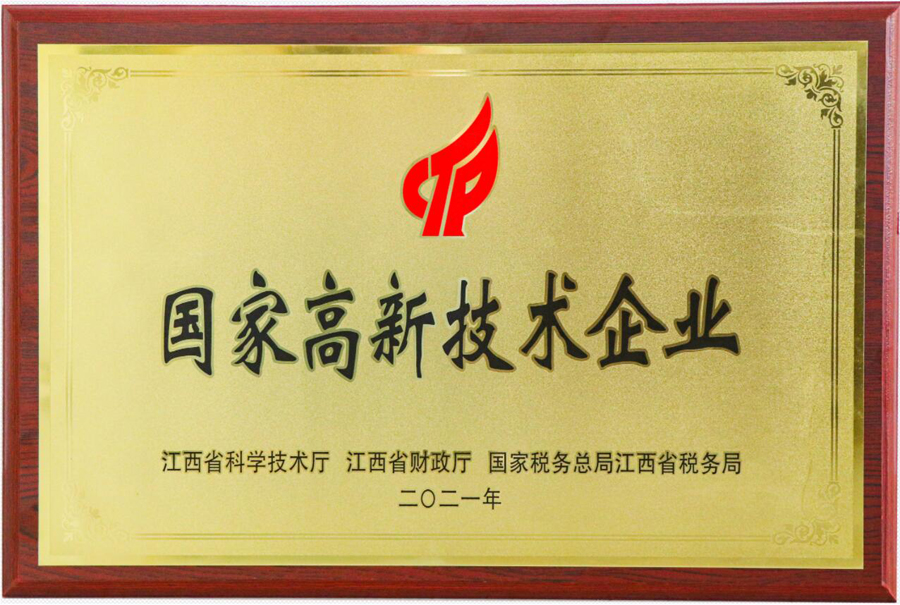 CTP
国家高新技术企业
江西省科学技术厅 江西省财政厅 国家税务总局江西省税务局
二〇二一年